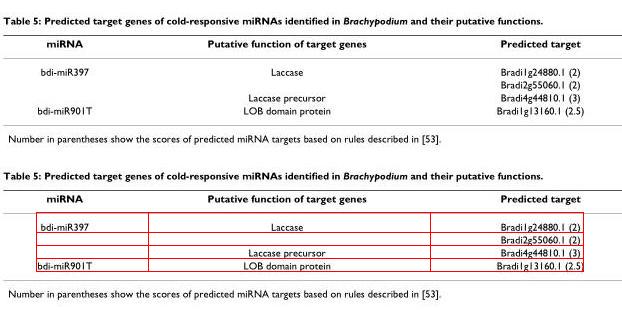 Table 5: Predicted target genes of cold-responsive miRNAs identified in Brachypodium and their putative functions.
miRNA Putative function of target genes Predicted target
bdi-miR397 Laccase Bradi1g24880.1 (2)
Bradi2g55060.1 (2)
Laccase precursor Bradi4g44810.1 (3)
bdi-miR901T LOB domain protein Bradi1g13160.1 (2.5)
Number in parentheses show the scores of predicted miRNA targets based on rules described in [53].
Table 5: Predicted target genes of cold-responsive miRNAs identified in Brachypodium and their putative functions.
miRNA Putative function of target genes Predicted target
bdi-miR397 Laccase Bradi1g24880.1 (2)
Bradi2g55060.1 (2)
Laccase precursor Bradi4g44810.1 (3)
bdi-miR901T LOB domain protein Bradi1g13160.1 (2.5)
Number in parentheses show the scores of predicted miRNA targets based on rules described in [53].